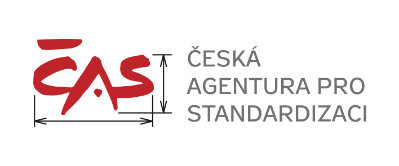 ČAS
ČESKÁ
AGENTURA PRO
STANDARDIZACI